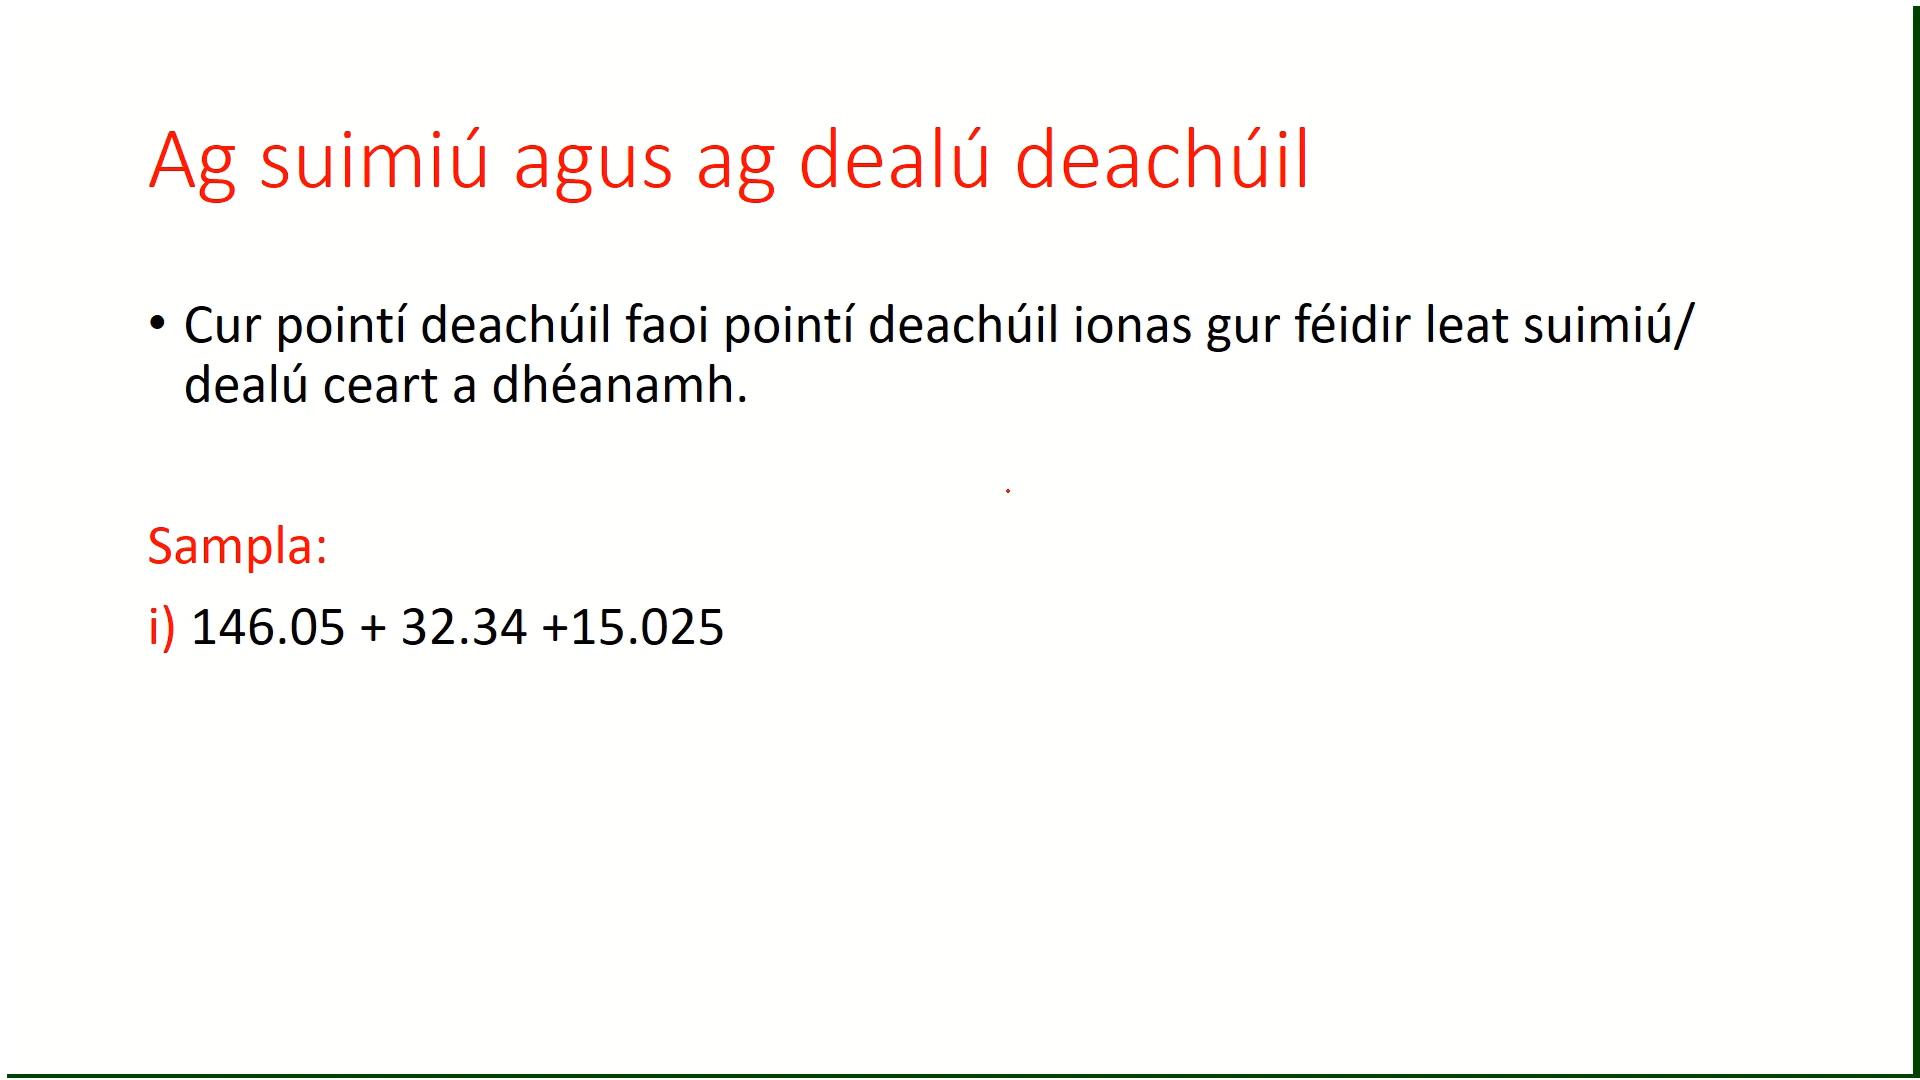 Ag suimiú agus ag dealú deachúil
• Cur pointí deachúil faoi pointí deachúil ionas gur féidir leat suimiú/
dealú ceart a dhéanamh.
Sampla:
i) 146.05 + 32.34 +15.025